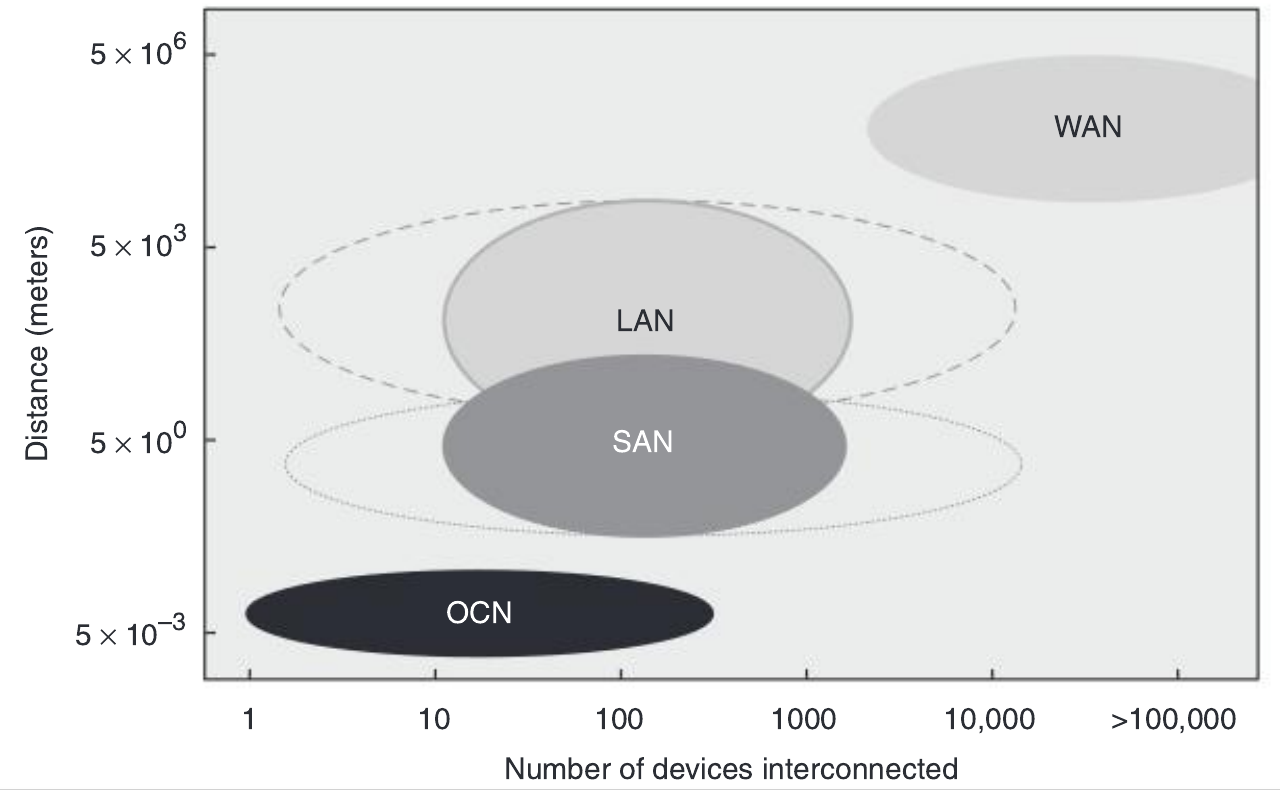 5 × 10⁶
WAN
5 × 10³
LAN
Distance (meters)
5 × 10⁰
SAN
OCN
5 × 10⁻³
1 10 100 1000 10,000 >100,000
Number of devices interconnected